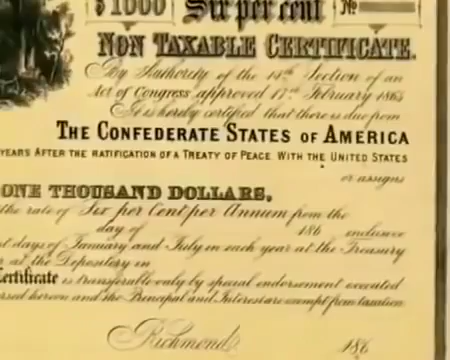 $1000 Six per cent No
NON TAXABLE CERTIFICATE.
By Authority of the 14th Section of an
Act of Congress approved 17th February 1864
It is hereby certified that there is due from
THE CONFEDERATE STATES OF AMERICA
YEARS AFTER THE RATIFICATION OF A TREATY OF PEACE WITH THE UNITED STATES
or assigns
ONE THOUSAND DOLLARS,
the rate of Six per Cent per Annum from the
day of 186 inclusive
st days of January and July in each year at the Treasury
or at the Depository in
Certificate is transferable only by special endorsement executed
rsed hereon and the Principal and Interest are exempt from taxation
Richmond 186